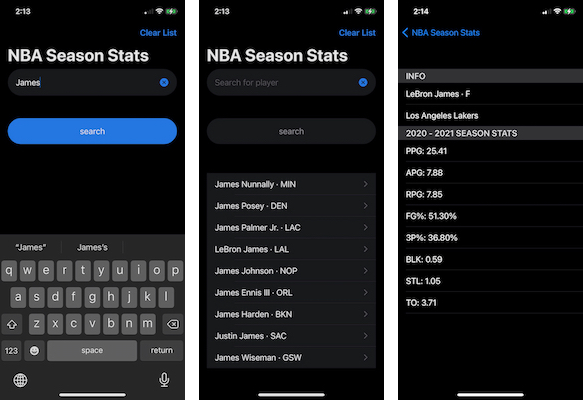 2:13
Clear List
NBA Season Stats
James
search
"James"
James's
q w e r t y u i o p
a s d f g h j k l
z x c v b n m
123
space
return
2:13
Clear List
NBA Season Stats
Search for player
search
James Nunnally · MIN
James Posey · DEN
James Palmer Jr. · LAC
LeBron James · LAL
James Johnson · NOP
James Ennis III · ORL
James Harden · BKN
Justin James · SAC
James Wiseman · GSW
2:14
NBA Season Stats
INFO
LeBron James · F
Los Angeles Lakers
2020 - 2021 SEASON STATS
PPG: 25.41
APG: 7.88
RPG: 7.85
FG%: 51.30%
3P%: 36.80%
BLK: 0.59
STL: 1.05
TO: 3.71